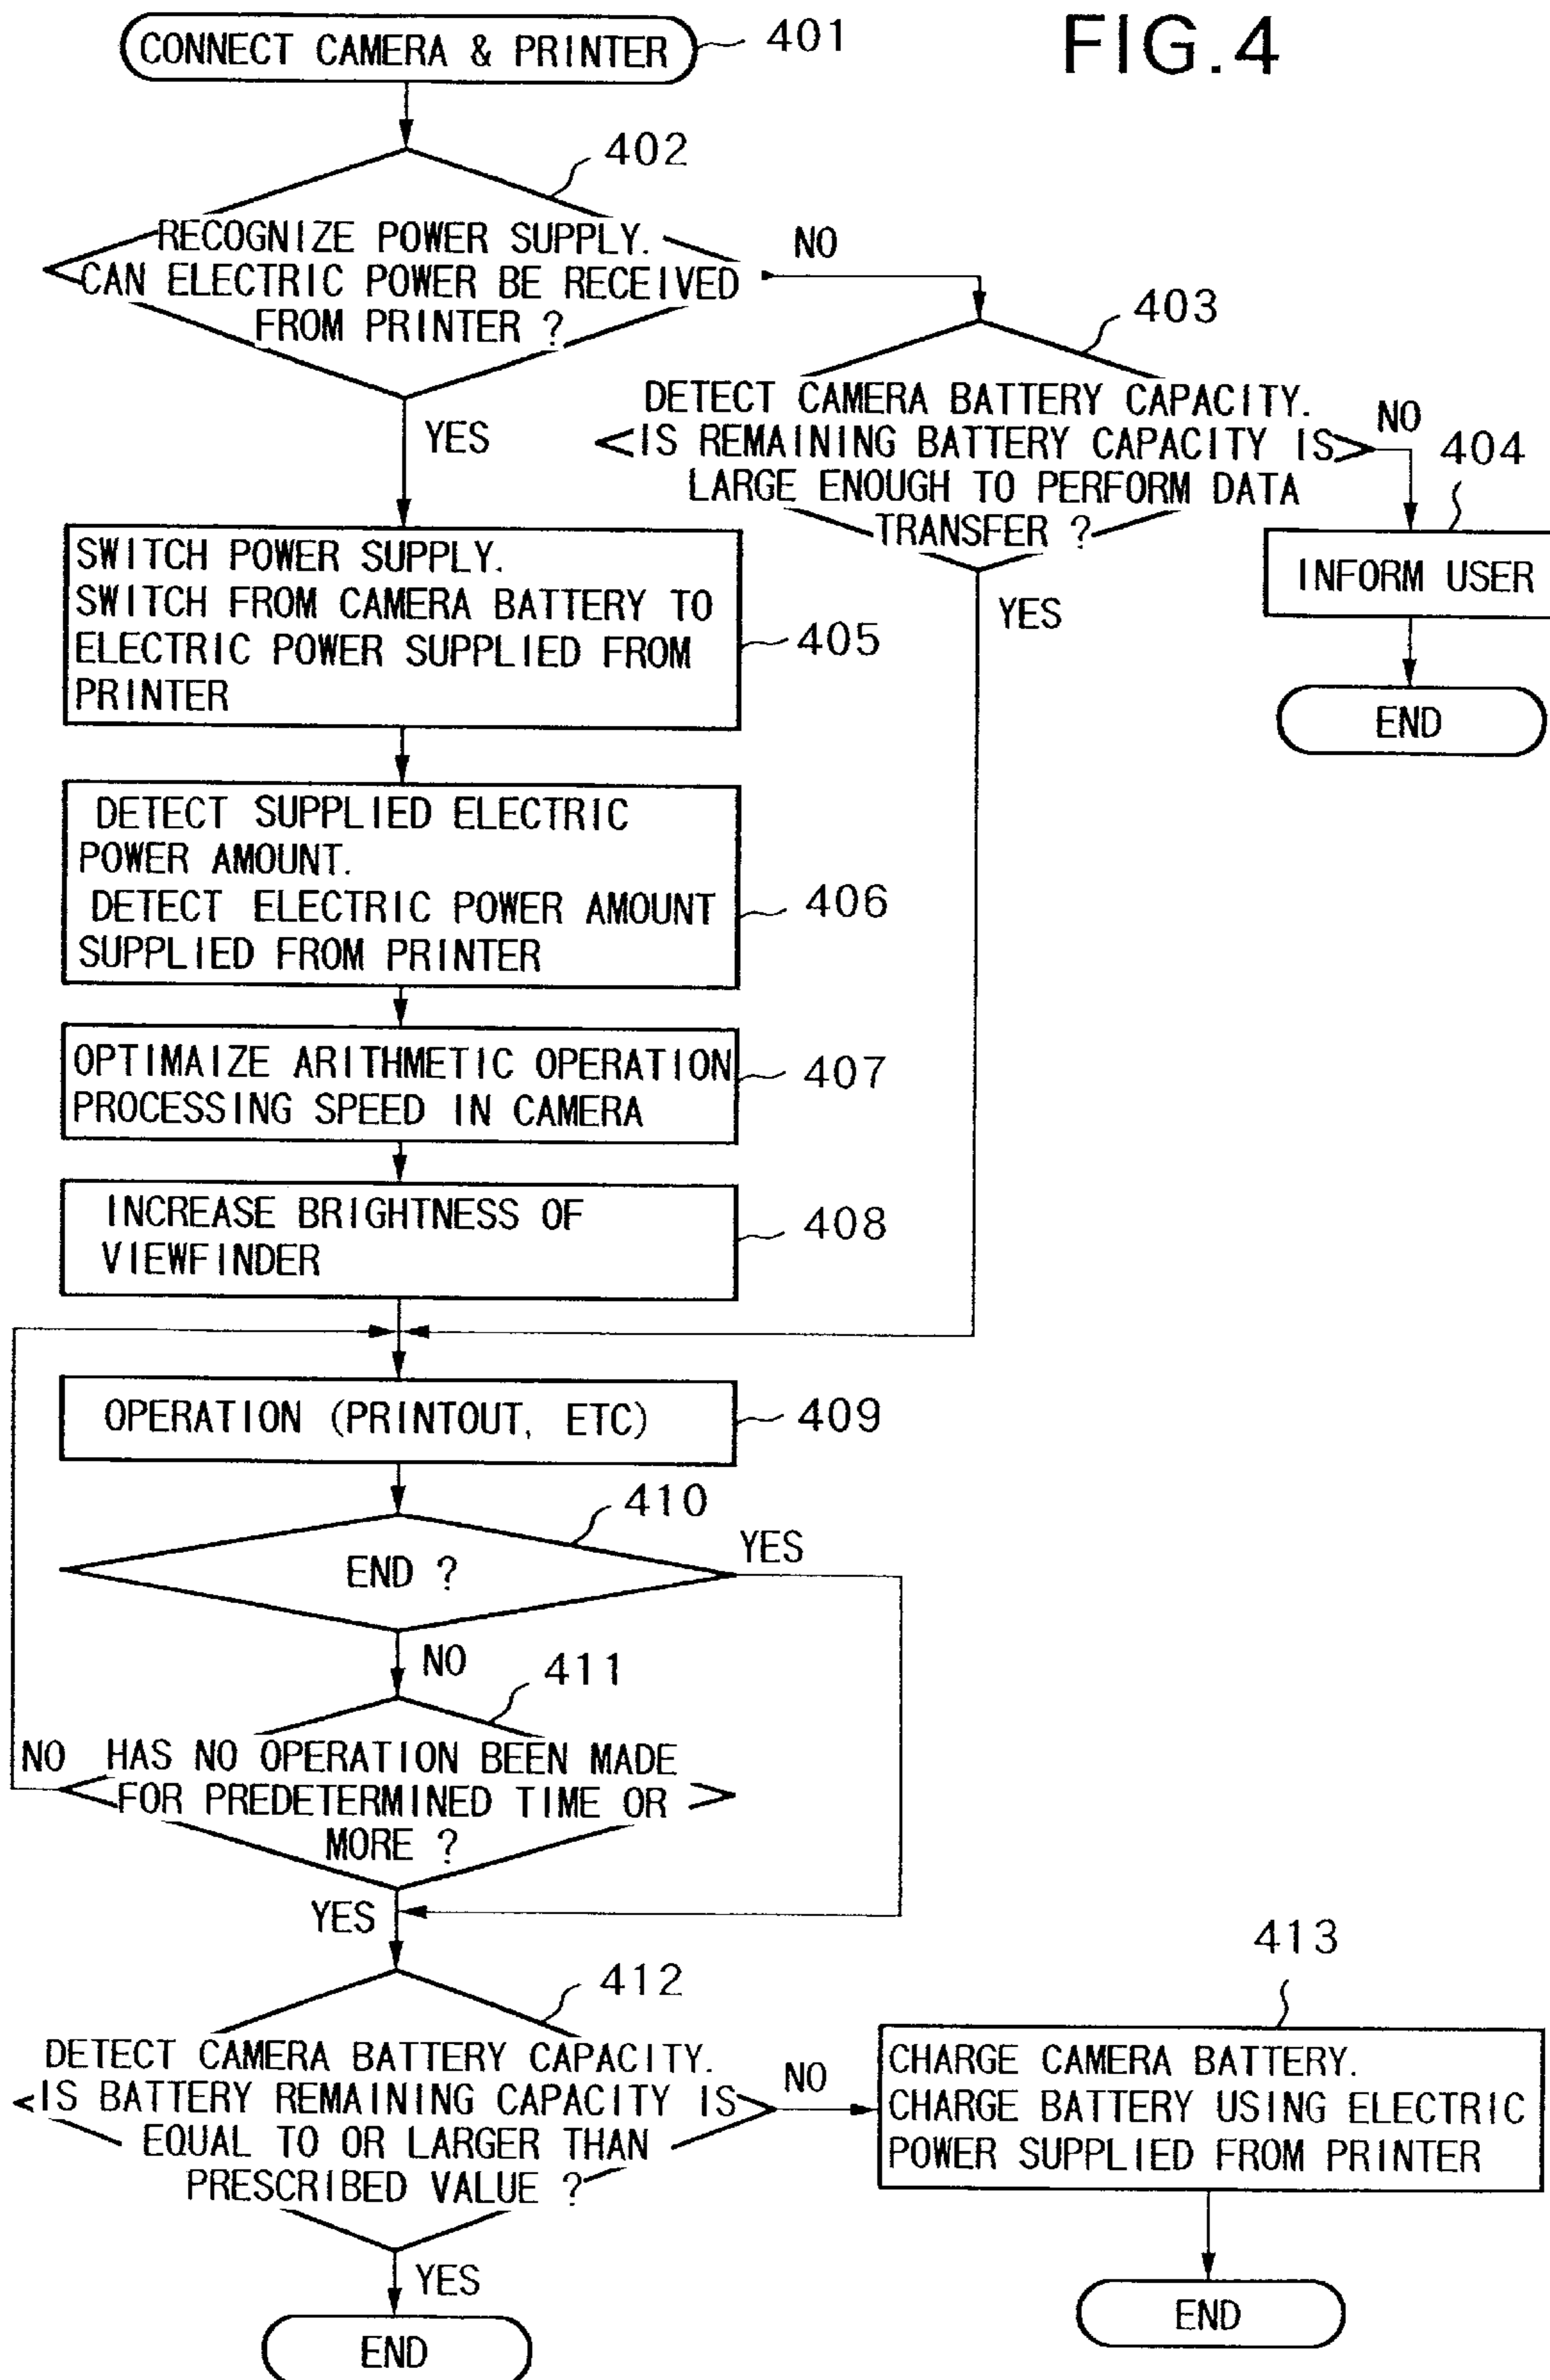 FIG.4
CONNECT CAMERA & PRINTER
401
402
RECOGNIZE POWER SUPPLY.
CAN ELECTRIC POWER BE RECEIVED
FROM PRINTER ?
NO
YES
403
DETECT CAMERA BATTERY CAPACITY.
IS REMAINING BATTERY CAPACITY IS
LARGE ENOUGH TO PERFORM DATA
TRANSFER ?
NO
YES
404
INFORM USER
END
SWITCH POWER SUPPLY.
SWITCH FROM CAMERA BATTERY TO
ELECTRIC POWER SUPPLIED FROM
PRINTER
405
DETECT SUPPLIED ELECTRIC
POWER AMOUNT.
DETECT ELECTRIC POWER AMOUNT
SUPPLIED FROM PRINTER
406
OPTIMAIZE ARITHMETIC OPERATION
PROCESSING SPEED IN CAMERA
407
INCREASE BRIGHTNESS OF
VIEWFINDER
408
OPERATION (PRINTOUT, ETC)
409
410
END ?
YES
NO
411
HAS NO OPERATION BEEN MADE
FOR PREDETERMINED TIME OR
MORE ?
NO
YES
412
DETECT CAMERA BATTERY CAPACITY.
IS BATTERY REMAINING CAPACITY IS
EQUAL TO OR LARGER THAN
PRESCRIBED VALUE ?
NO
YES
END
413
CHARGE CAMERA BATTERY.
CHARGE BATTERY USING ELECTRIC
POWER SUPPLIED FROM PRINTER
END